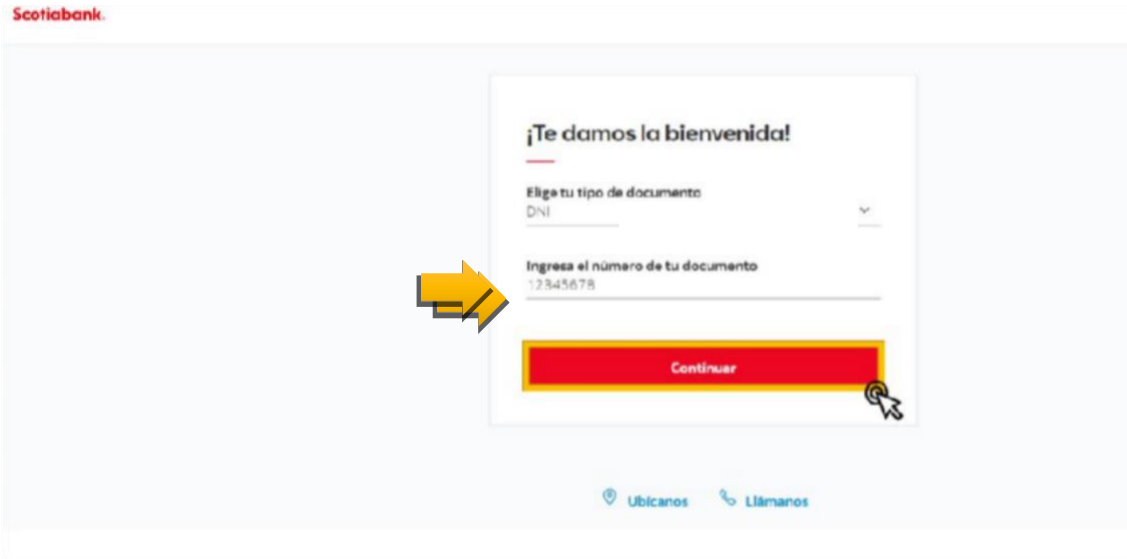 Scotiabank.
¡Te damos la bienvenida!
Elige tu tipo de documento
DNI
Ingresa el número de tu documento
12345678
Continuar
Ubícanos Llámanos